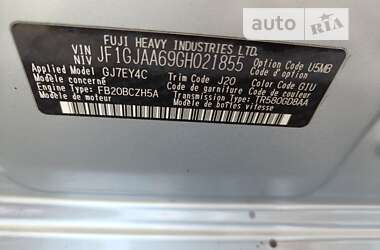 AUTO RIA
FUJI HEAVY INDUSTRIES LTD.
VIN NIV JF1GJAA69GH021855
Applied Model GJ7EY4C Option Code U5MB
Modèle appliqué Trim Code J20 Code d'option
Engine Type: FB20BCZH5A Code de garniture Color Code G1U
Modèle de moteur Code de couleur
Transmission Type: TR580GDBAA
Modèle de boîtes vitesse